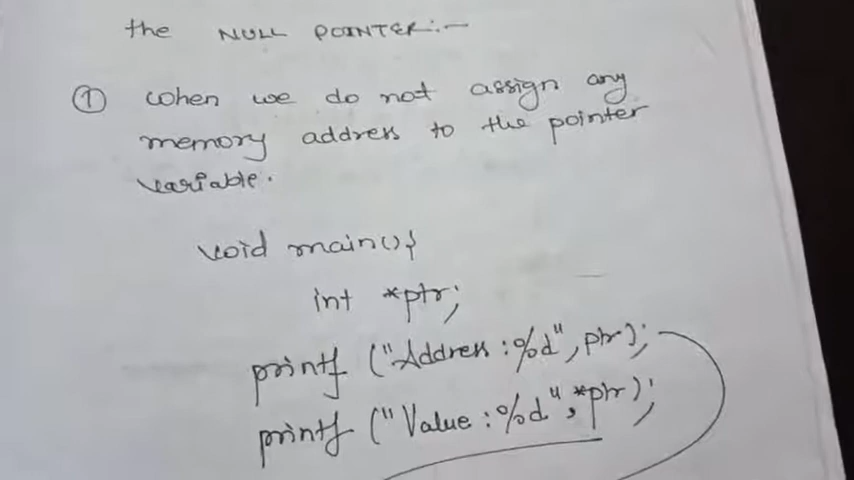 the NULL POINTER:-
① When we do not assign any
memory address to the pointer
variable.
void main(){
int *ptr;
printf ("Address :%d", ptr);
printf ("Value :%d", *ptr);